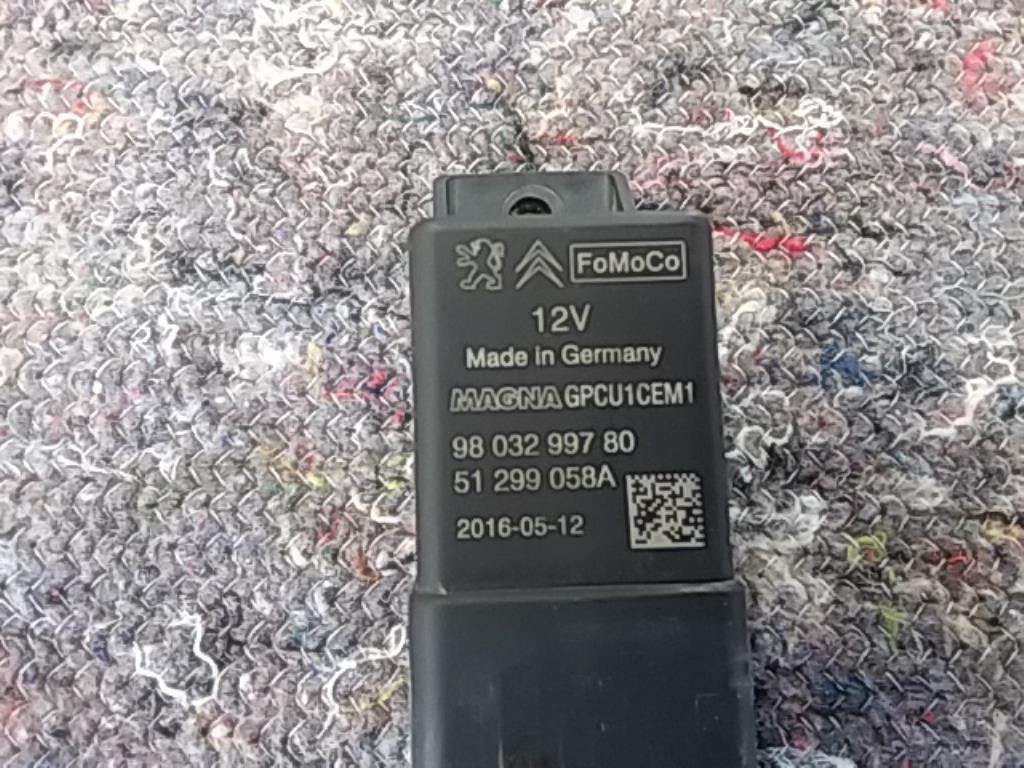 FoMoCo
12V
Made in Germany
MAGNA GPCU1CEM1
98 032 997 80
51 299 058A
2016-05-12